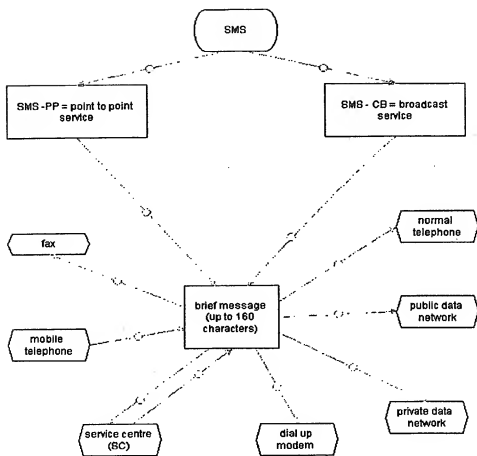 SMS
SMS -PP = point to point
service
SMS - CB = broadcast
service
normal
telephone
fax
brief message
(up to 160
characters)
public data
network
mobile
telephone
private data
network
service centre
(SC)
dial up
modem